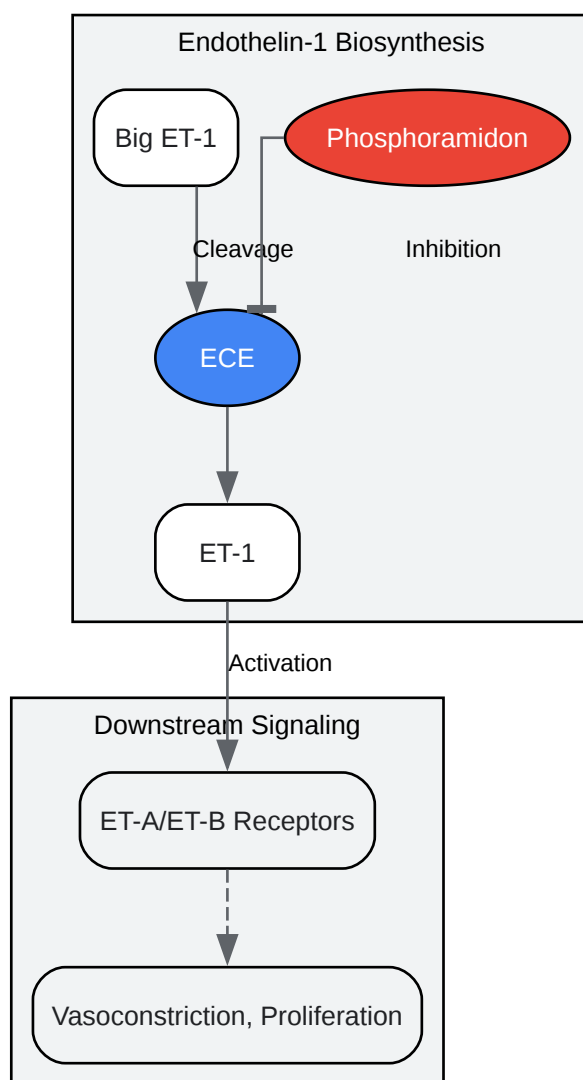 Endothelin-1 Biosynthesis
Big ET-1
Phosphoramidon
Cleavage
Inhibition
ECE
ET-1
Activation
Downstream Signaling
ET-A/ET-B Receptors
Vasoconstriction, Proliferation